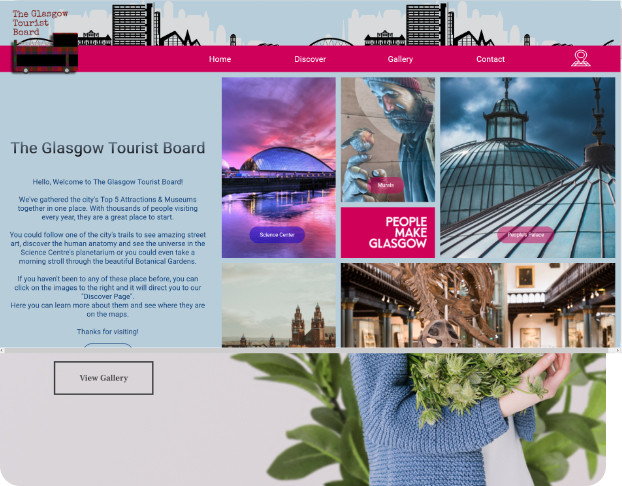 The Glasgow
Tourist
Board
Home
Discover
Gallery
Contact
The Glasgow Tourist Board
Hello, Welcome to The Glasgow Tourist Board!
We've gathered the city's Top 5 Attractions & Museums
together in one place. With thousands of people visiting
every year, they are a great place to start.
You could follow one of the city's trails to see amazing street
art, discover the human anatomy and see the universe in the
Science Centre's planetarium or you could even take a
morning stroll through the beautiful Botanical Gardens.
If you haven't been to any of these place before, you can
click on the images to the right and it will direct you to our
"Discover Page".
Here you can learn more about them and see where they are
on the maps.
Thanks for visiting!
Science Center
Murals
PEOPLE
MAKE
GLASGOW
People's Palace
View Gallery